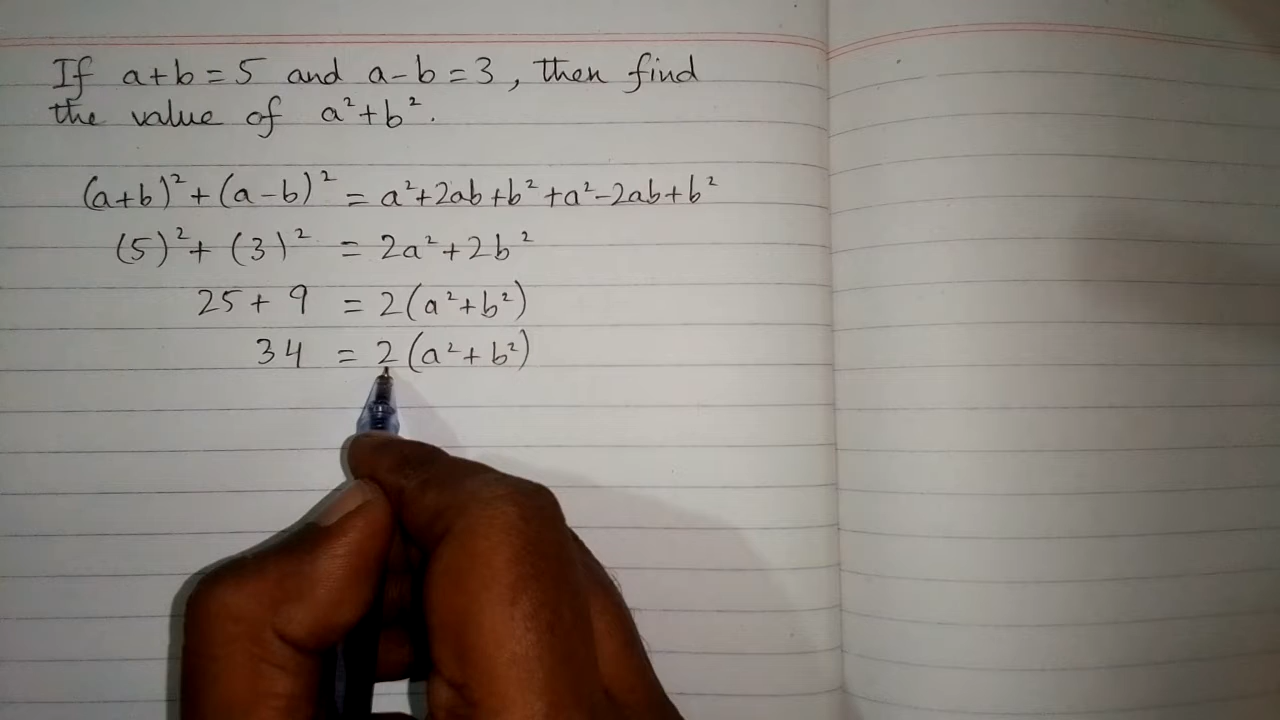 If a+b=5 and a-b=3, then find
the value of a²+b².
(a+b)²+(a-b)² = a²+2ab+b²+a²-2ab+b²
(5)²+(3)² = 2a²+2b²
25+9 = 2(a²+b²)
34 = 2(a²+b²)